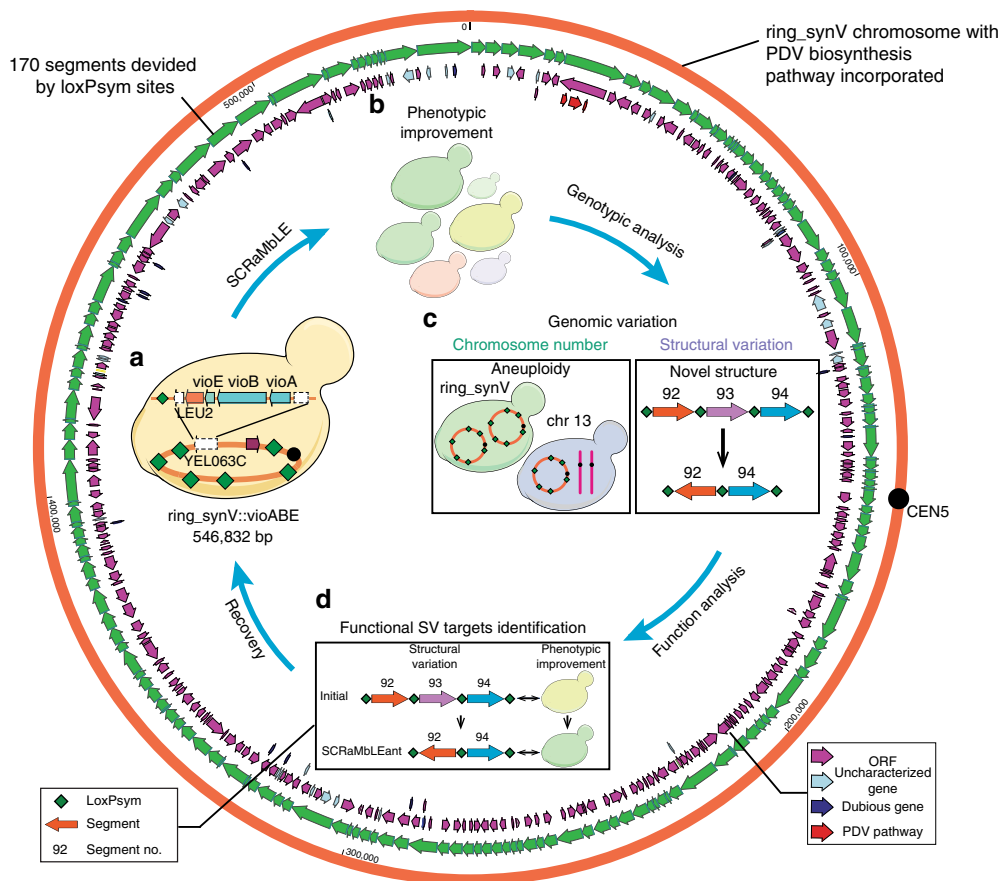 0
ring_synV chromosome with
PDV biosynthesis
pathway incorporated
170 segments devided
by loxPsym sites
500,000
100,000
200,000
300,000
400,000
CEN5
b
Phenotypic
improvement
SCRaMbLE
Genotypic analysis
a
vioE vioB vioA
LEU2
YEL063C
ring_synV::vioABE
546,832 bp
c
Genomic variation
Chromosome number
Structural variation
Aneuploidy
ring_synV
chr 13
Novel structure
92 93 94
92 94
Function analysis
Recovery
d
Functional SV targets identification
Structural
variation
Phenotypic
improvement
Initial
92 93 94
SCRaMbLEant
92 94
LoxPsym
Segment
92 Segment no.
ORF
Uncharacterized
gene
Dubious gene
PDV pathway